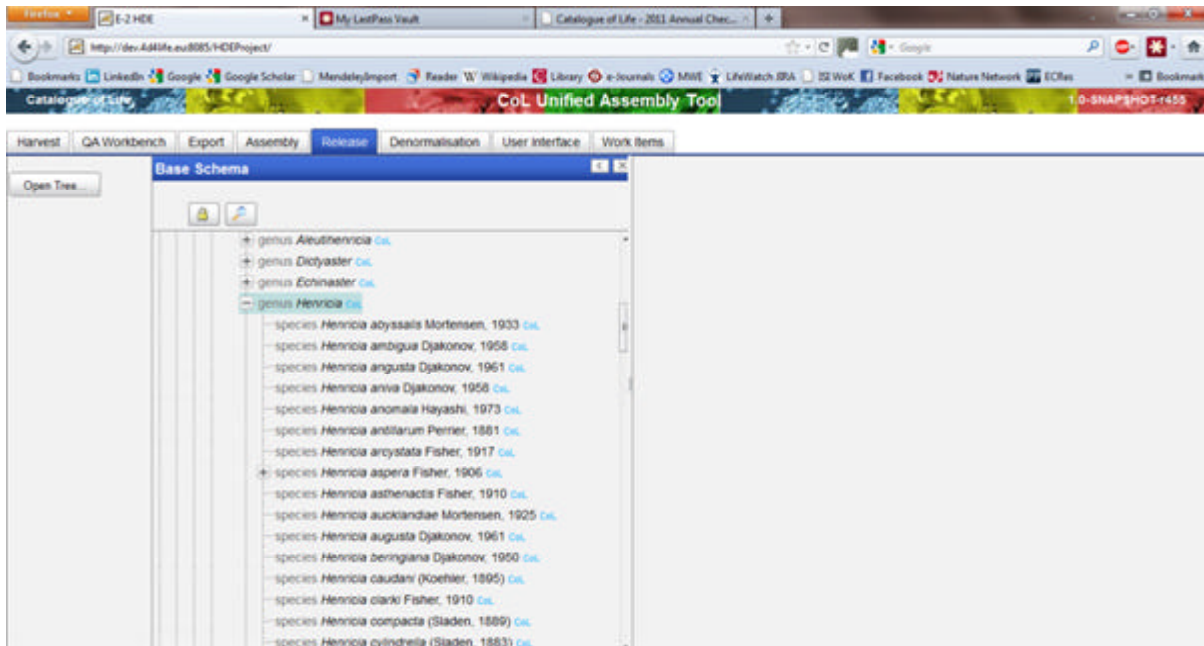 Firefox
E-2 HDE
My LastPass Vault
Catalogue of Life - 2011 Annual Chec...
http://dev.4d4life.eu:8085/HDEProject/
Google
Bookmarks LinkedIn Google Google Scholar MendeleyImport Reader Wikipedia Library e-Journals MWE LifeWatch JIRA ISI WoK Facebook Nature Network ECRes Bookmark
Catalogue of Life CoL Unified Assembly Tool 1.0-SNAPSHOT-r455
Harvest QA Workbench Export Assembly Release Denormalisation User Interface Work Items
Open Tree...
Base Schema
genus Aleutihenricia CoL
genus Dictyaster CoL
genus Echinaster CoL
genus Henricia CoL
species Henricia abyssalis Mortensen, 1933 CoL
species Henricia ambigua Djakonov, 1958 CoL
species Henricia angusta Djakonov, 1961 CoL
species Henricia aniva Djakonov, 1958 CoL
species Henricia anomala Hayashi, 1973 CoL
species Henricia antillarum Perrier, 1881 CoL
species Henricia arcystata Fisher, 1917 CoL
species Henricia aspera Fisher, 1906 CoL
species Henricia asthenactis Fisher, 1910 CoL
species Henricia aucklandiae Mortensen, 1925 CoL
species Henricia augusta Djakonov, 1961 CoL
species Henricia beringiana Djakonov, 1950 CoL
species Henricia caudani (Koehler, 1895) CoL
species Henricia clarki Fisher, 1910 CoL
species Henricia compacta (Sladen, 1889) CoL
species Henricia cylindrella (Sladen, 1883) CoL